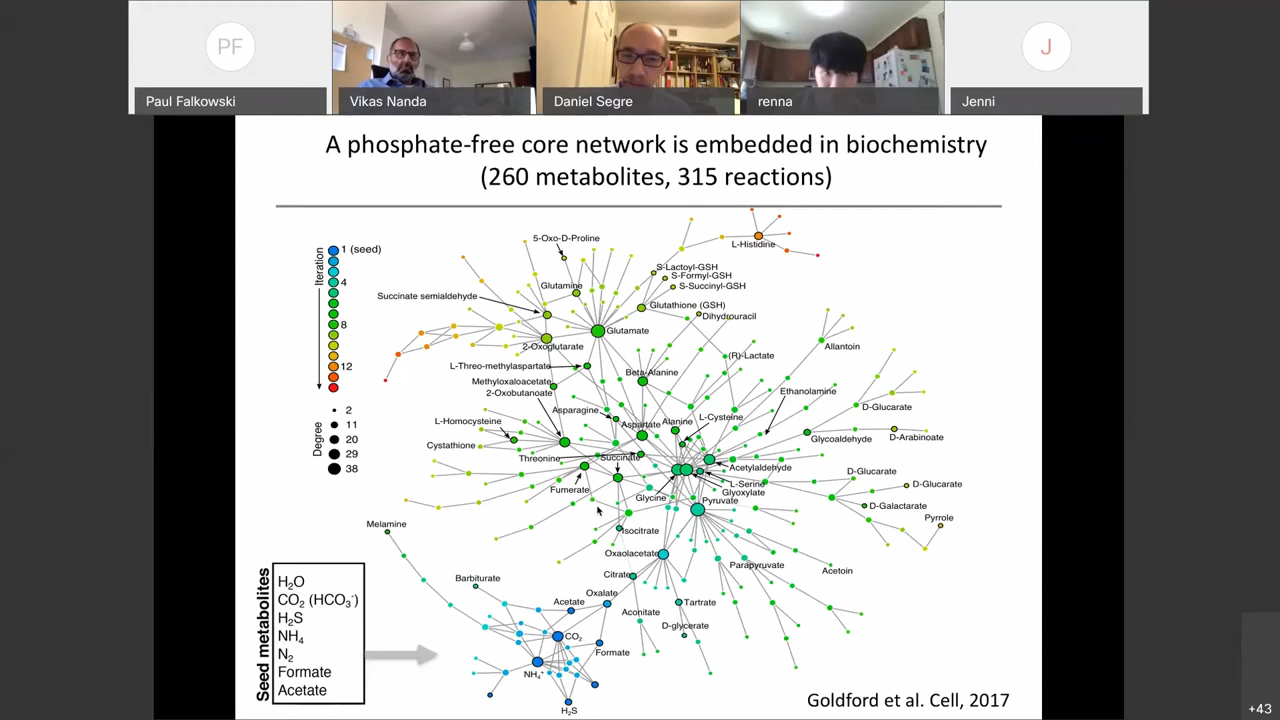 PF
J
Paul Falkowski
Vikas Nanda
Daniel Segre
renna
Jenni
A phosphate-free core network is embedded in biochemistry
(260 metabolites, 315 reactions)
Iteration
1 (seed)
4
8
12
Degree
2
11
20
29
38
L-Histidine
5-Oxo-D-Proline
S-Lactoyl-GSH
S-Formyl-GSH
S-Succinyl-GSH
Glutamine
Succinate semialdehyde
Glutathione (GSH)
Dihydrouracil
Glutamate
2-Oxoglutarate
Allantoin
(R)-Lactate
L-Threo-methylaspartate
Beta-Alanine
Methyloxaloacetate
2-Oxobutanoate
Ethanolamine
Asparagine
D-Glucarate
L-Homocysteine
Aspartate
Alanine
L-Cysteine
Glycoaldehyde
D-Arabinoate
Cystathione
Threonine
Succinate
Acetylaldehyde
D-Glucarate
Fumerate
Glycine
L-Serine
Glyoxylate
D-Glucarate
Pyruvate
D-Galactarate
Pyrrole
Melamine
Isocitrate
Oxaolacetate
Parapyruvate
Acetoin
Barbiturate
Citrate
Oxalate
Acetate
Aconitate
Tartrate
D-glycerate
CO2
Formate
NH4+
H2S
Seed metabolites
H2O
CO2 (HCO3-)
H2S
NH4
N2
Formate
Acetate
Goldford et al. Cell, 2017
+43